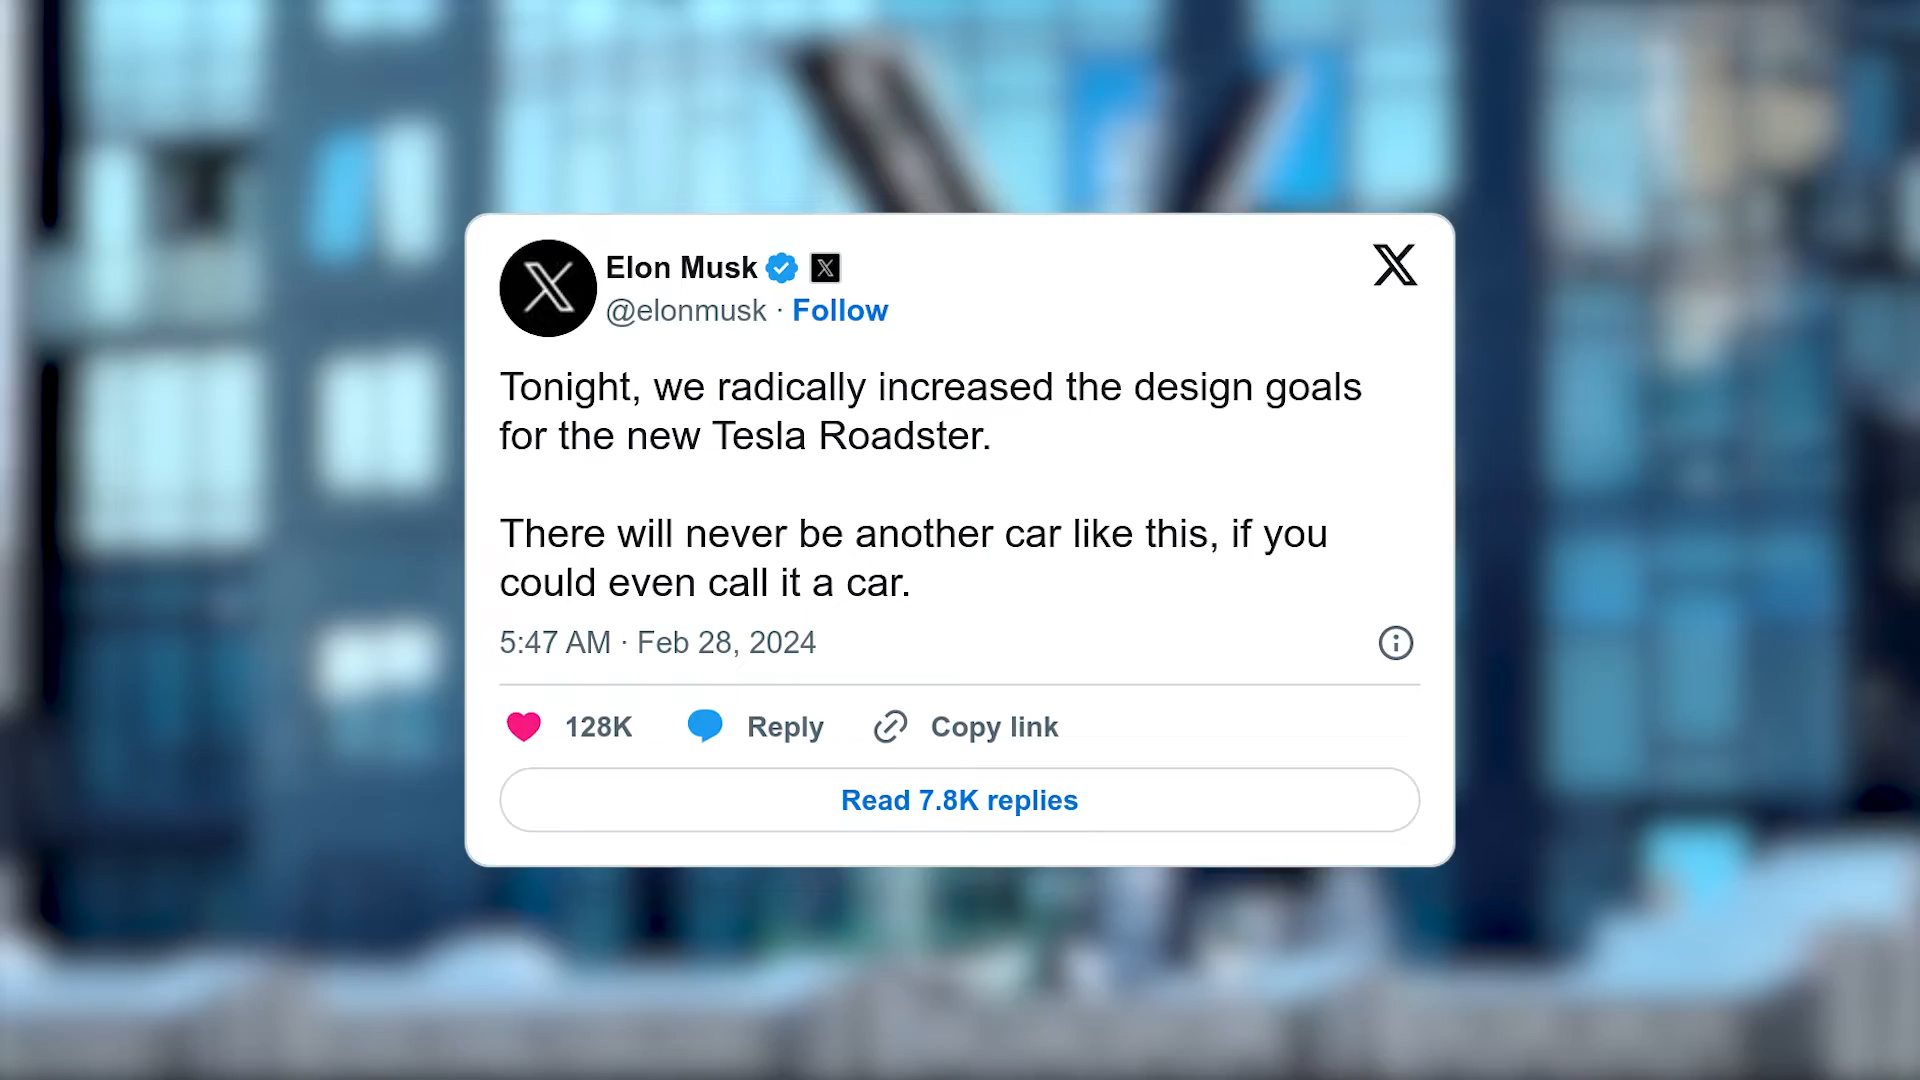 Elon Musk
@elonmusk · Follow
Tonight, we radically increased the design goals
for the new Tesla Roadster.
There will never be another car like this, if you
could even call it a car.
5:47 AM · Feb 28, 2024
128K Reply Copy link
Read 7.8K replies